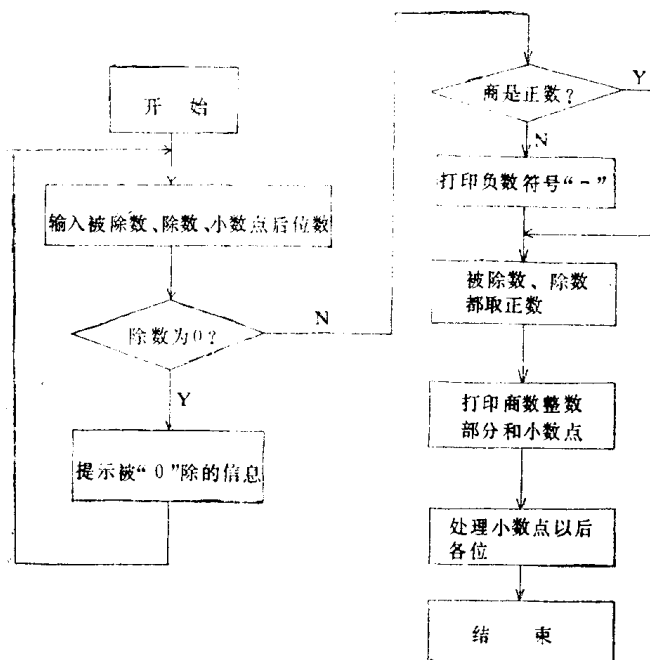 开 始
输入被除数、除数、小数点后位数
除数为0?
N
Y
提示被“0”除的信息
商是正数?
Y
N
打印负数符号“-”
被除数、除数
都取正数
打印商数整数
部分和小数点
处理小数点以后
各位
结 束